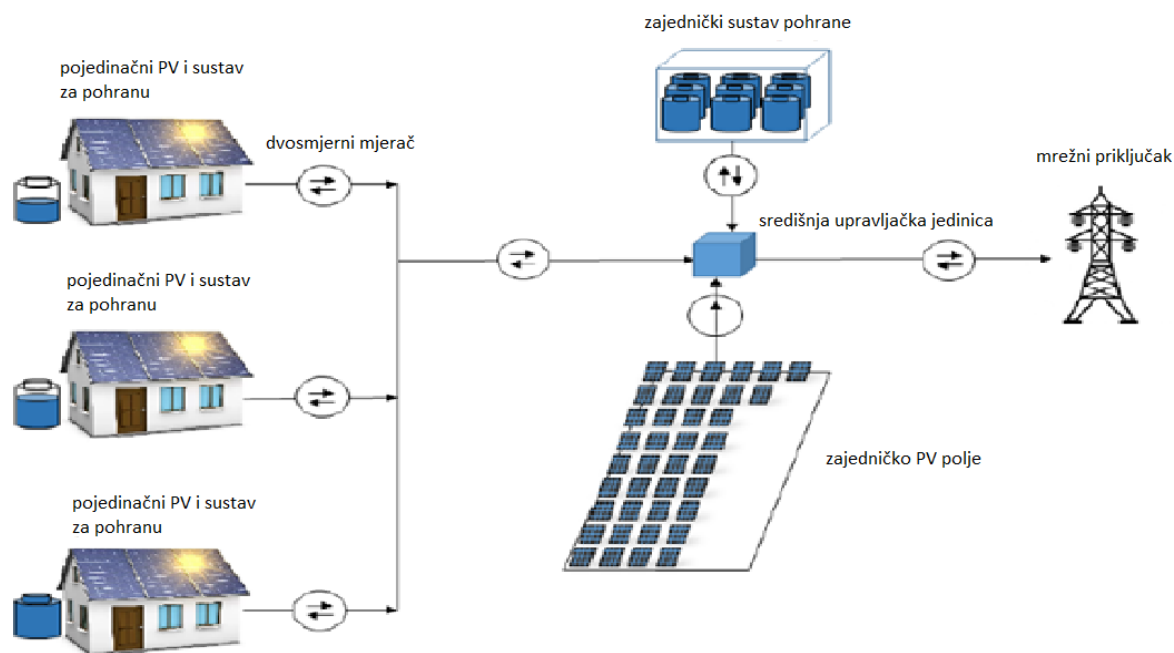 zajednički sustav pohrane
pojedinačni PV i sustav
za pohranu
dvosmjerni mjerač
mrežni priključak
središnja upravljačka jedinica
pojedinačni PV i sustav
za pohranu
zajedničko PV polje
pojedinačni PV i sustav
za pohranu